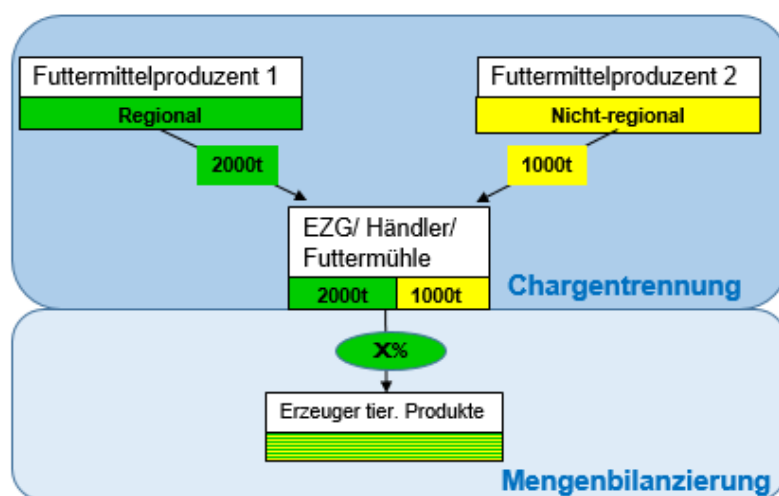 Futtermittelproduzent 1
Regional
Futtermittelproduzent 2
Nicht-regional
2000t
1000t
EZG/ Händler/
Futtermühle
2000t
1000t
Chargentrennung
X%
Erzeuger tier. Produkte
Mengenbilanzierung